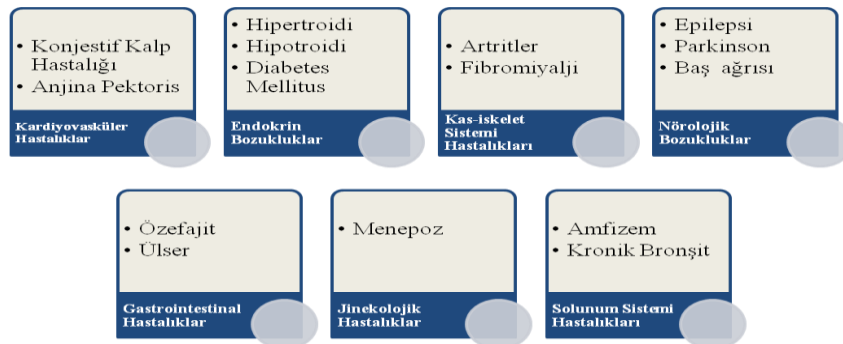 • Konjestif Kalp
Hastalığı
• Anjina Pektoris
Kardiyovasküler
Hastalıklar
• Hipertroidi
• Hipotroidi
• Diabetes
Mellitus
Endokrin
Bozukluklar
• Artritler
• Fibromiyalji
Kas-iskelet
Sistemi
Hastalıkları
• Epilepsi
• Parkinson
• Baş ağrısı
Nörolojik
Bozukluklar
• Özefajit
• Ülser
Gastrointestinal
Hastalıklar
• Menepoz
Jinekolojik
Hastalıklar
• Amfizem
• Kronik Bronşit
Solunum Sistemi
Hastalıkları